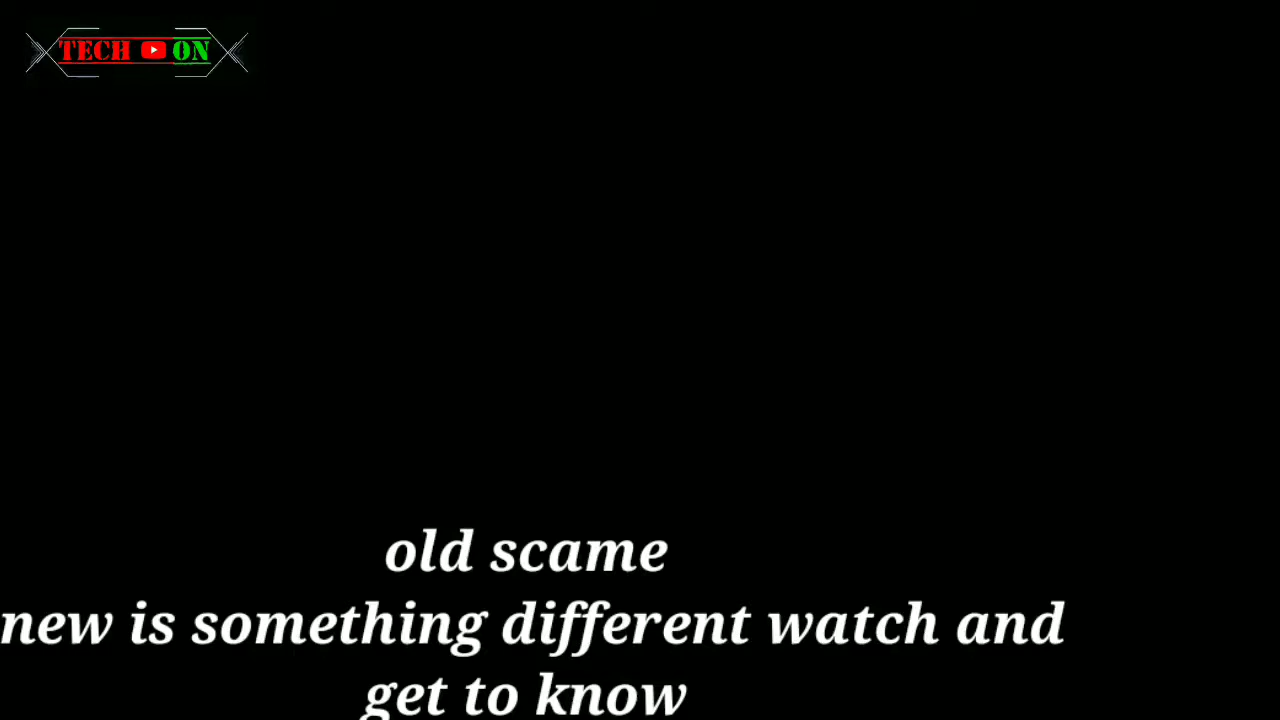 TECH ON
old scame
new is something different watch and
get to know